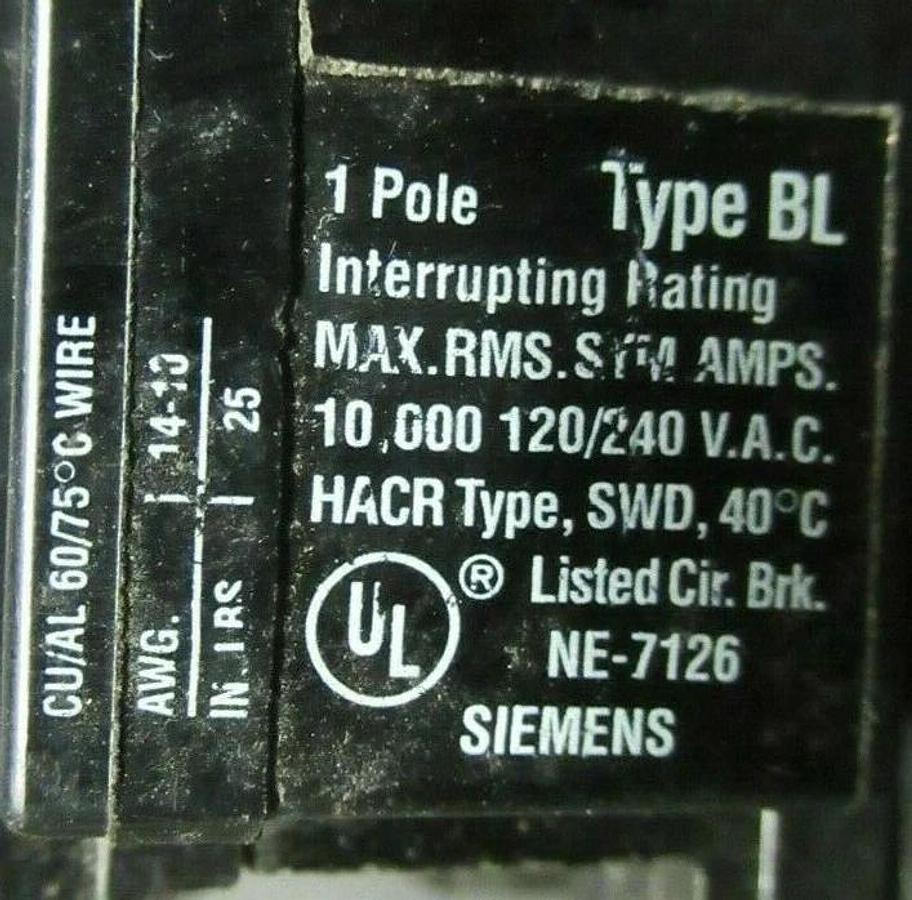 CU/AL 60/75°C WIRE
AWG. 14-10
IN. LBS 25
1 Pole Type BL
Interrupting Rating
MAX.RMS.SYM AMPS.
10,000 120/240 V.A.C.
HACR Type, SWD, 40°C
UL ® Listed Cir. Brk.
NE-7126
SIEMENS